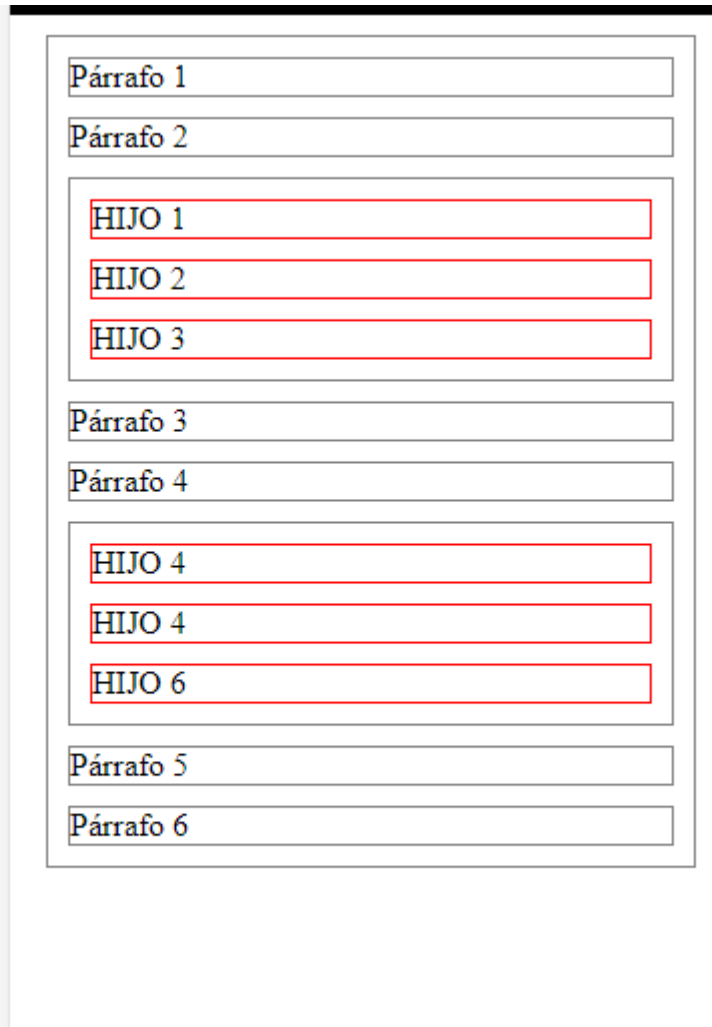 Párrafo 1
Párrafo 2
HIJO 1
HIJO 2
HIJO 3
Párrafo 3
Párrafo 4
HIJO 4
HIJO 4
HIJO 6
Párrafo 5
Párrafo 6